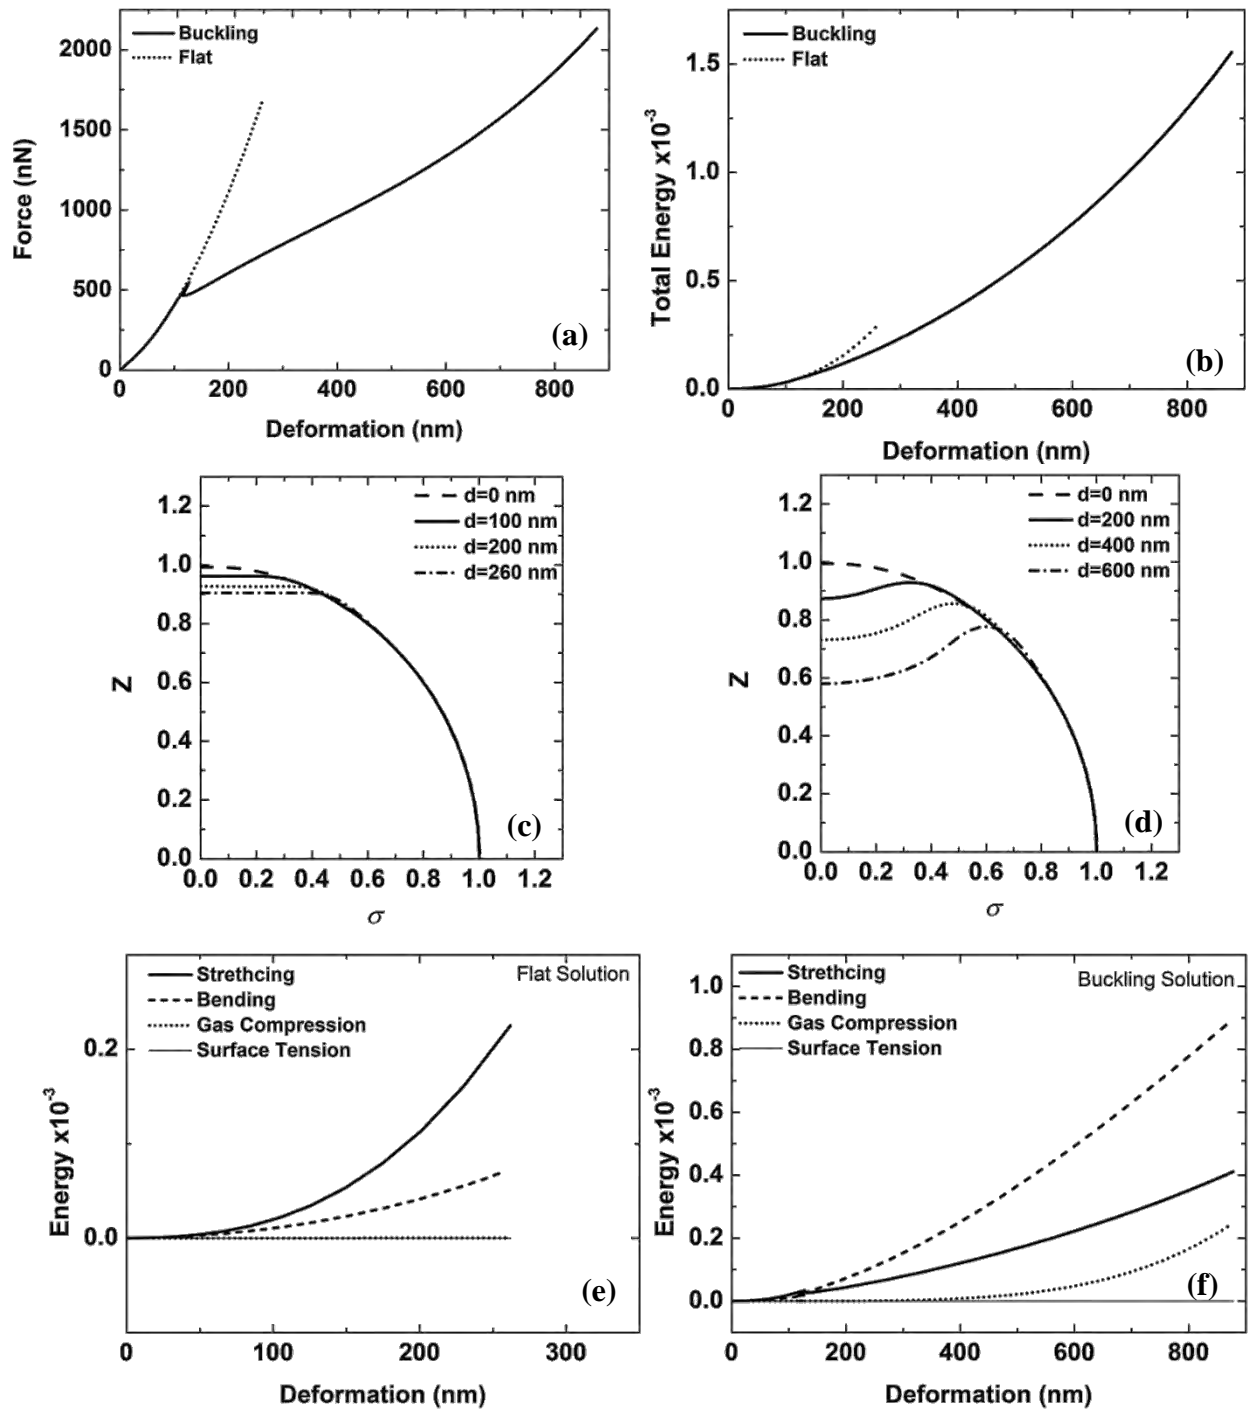 Buckling
Flat
2000
1500
1000
500
0
0 200 400 600 800
Force (nN)
Deformation (nm)
(a)
Buckling
Flat
1.5
1.0
0.5
0.0
0 200 400 600 800
Total Energy x10⁻³
Deformation (nm)
(b)
d=0 nm
d=100 nm
d=200 nm
d=260 nm
1.2
1.0
0.8
0.6
0.4
0.2
0.0
0.0 0.2 0.4 0.6 0.8 1.0 1.2
Z
σ
(c)
d=0 nm
d=200 nm
d=400 nm
d=600 nm
1.2
1.0
0.8
0.6
0.4
0.2
0.0
0.0 0.2 0.4 0.6 0.8 1.0 1.2
Z
σ
(d)
Strethcing
Bending
Gas Compression
Surface Tension
Flat Solution
0.2
0.0
0 100 200 300
Energy x10⁻³
Deformation (nm)
(e)
Strethcing
Bending
Gas Compression
Surface Tension
Buckling Solution
1.0
0.8
0.6
0.4
0.2
0.0
0 200 400 600 800
Energy x10⁻³
Deformation (nm)
(f)